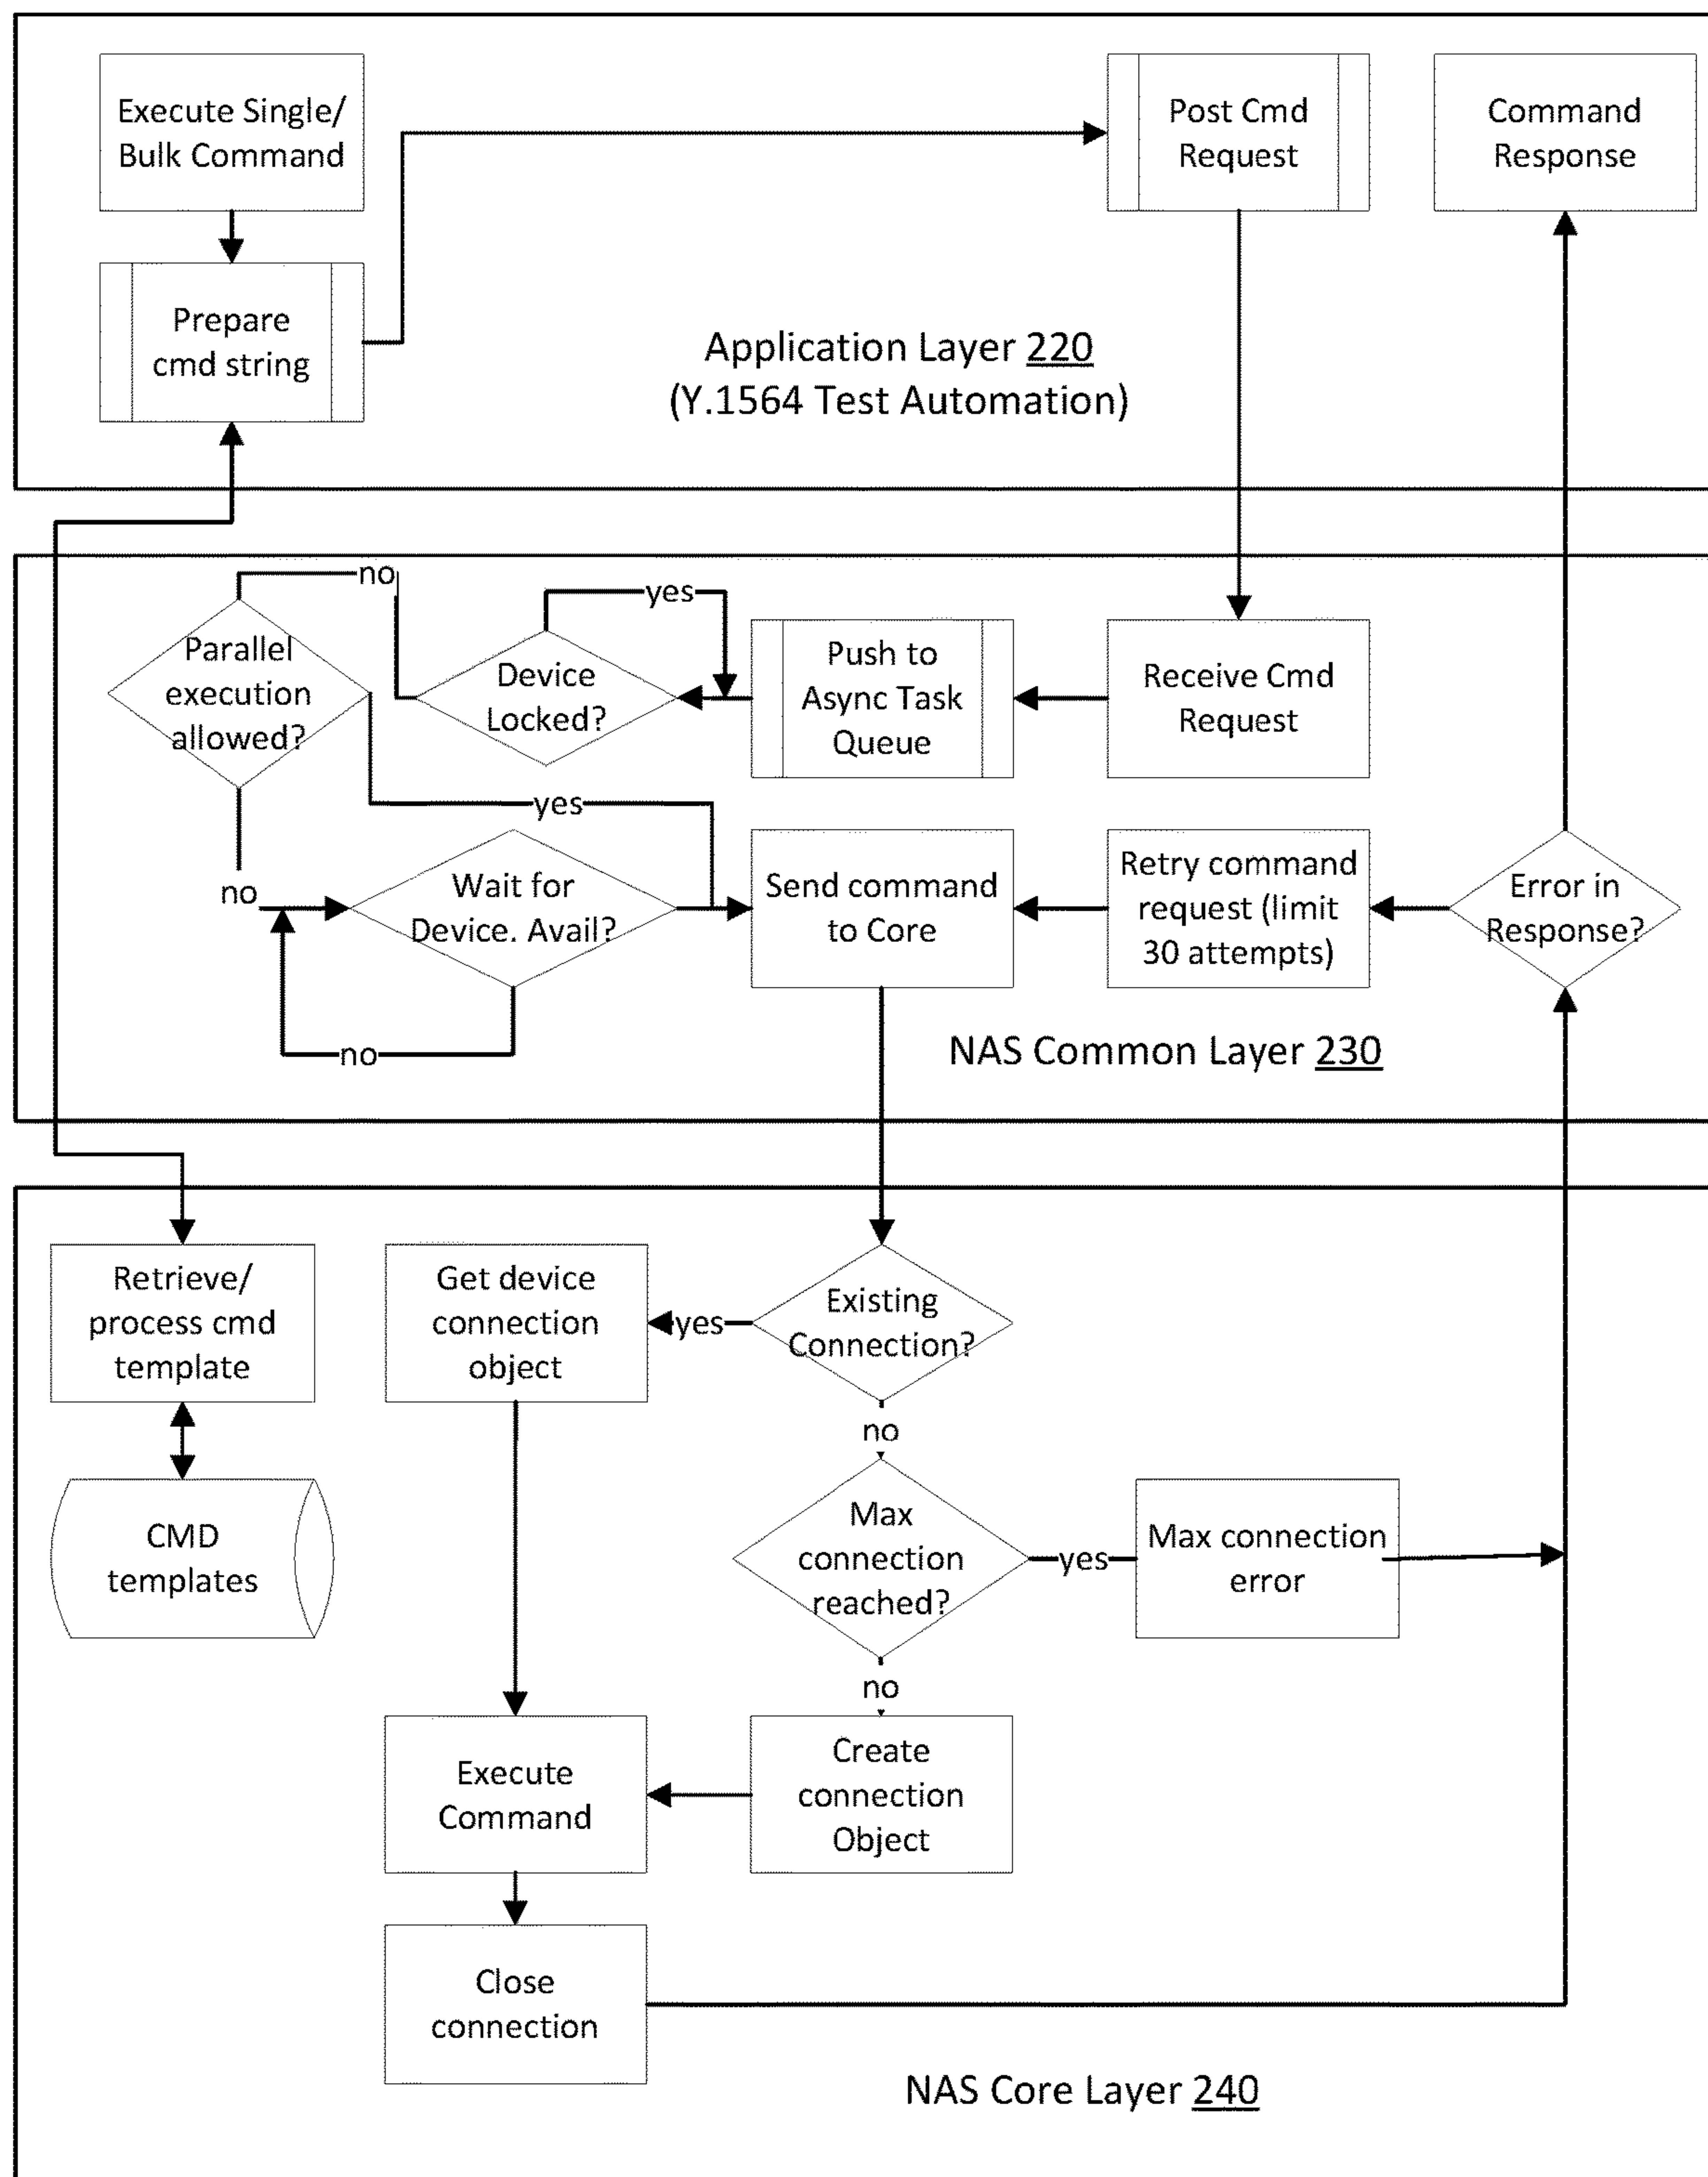 Execute Single/
Bulk Command
Post Cmd
Request
Command
Response
Prepare
cmd string
Application Layer 220
(Y.1564 Test Automation)
no
yes
Parallel
execution
allowed?
Device
Locked?
Push to
Async Task
Queue
Receive Cmd
Request
yes
no
Wait for
Device. Avail?
Send command
to Core
Retry command
request (limit
30 attempts)
Error in
Response?
no
NAS Common Layer 230
Retrieve/
process cmd
template
Get device
connection
object
yes
Existing
Connection?
no
CMD
templates
Max
connection
reached?
yes
Max connection
error
no
Execute
Command
Create
connection
Object
Close
connection
NAS Core Layer 240